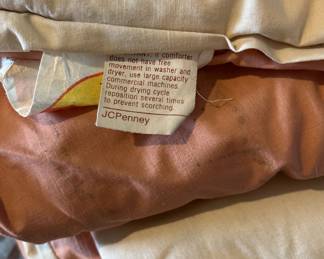 if comforter
does not have free
movement in washer and
dryer, use large capacity
commercial machines.
During drying cycle
reposition several times
to prevent scorching.
JCPenney